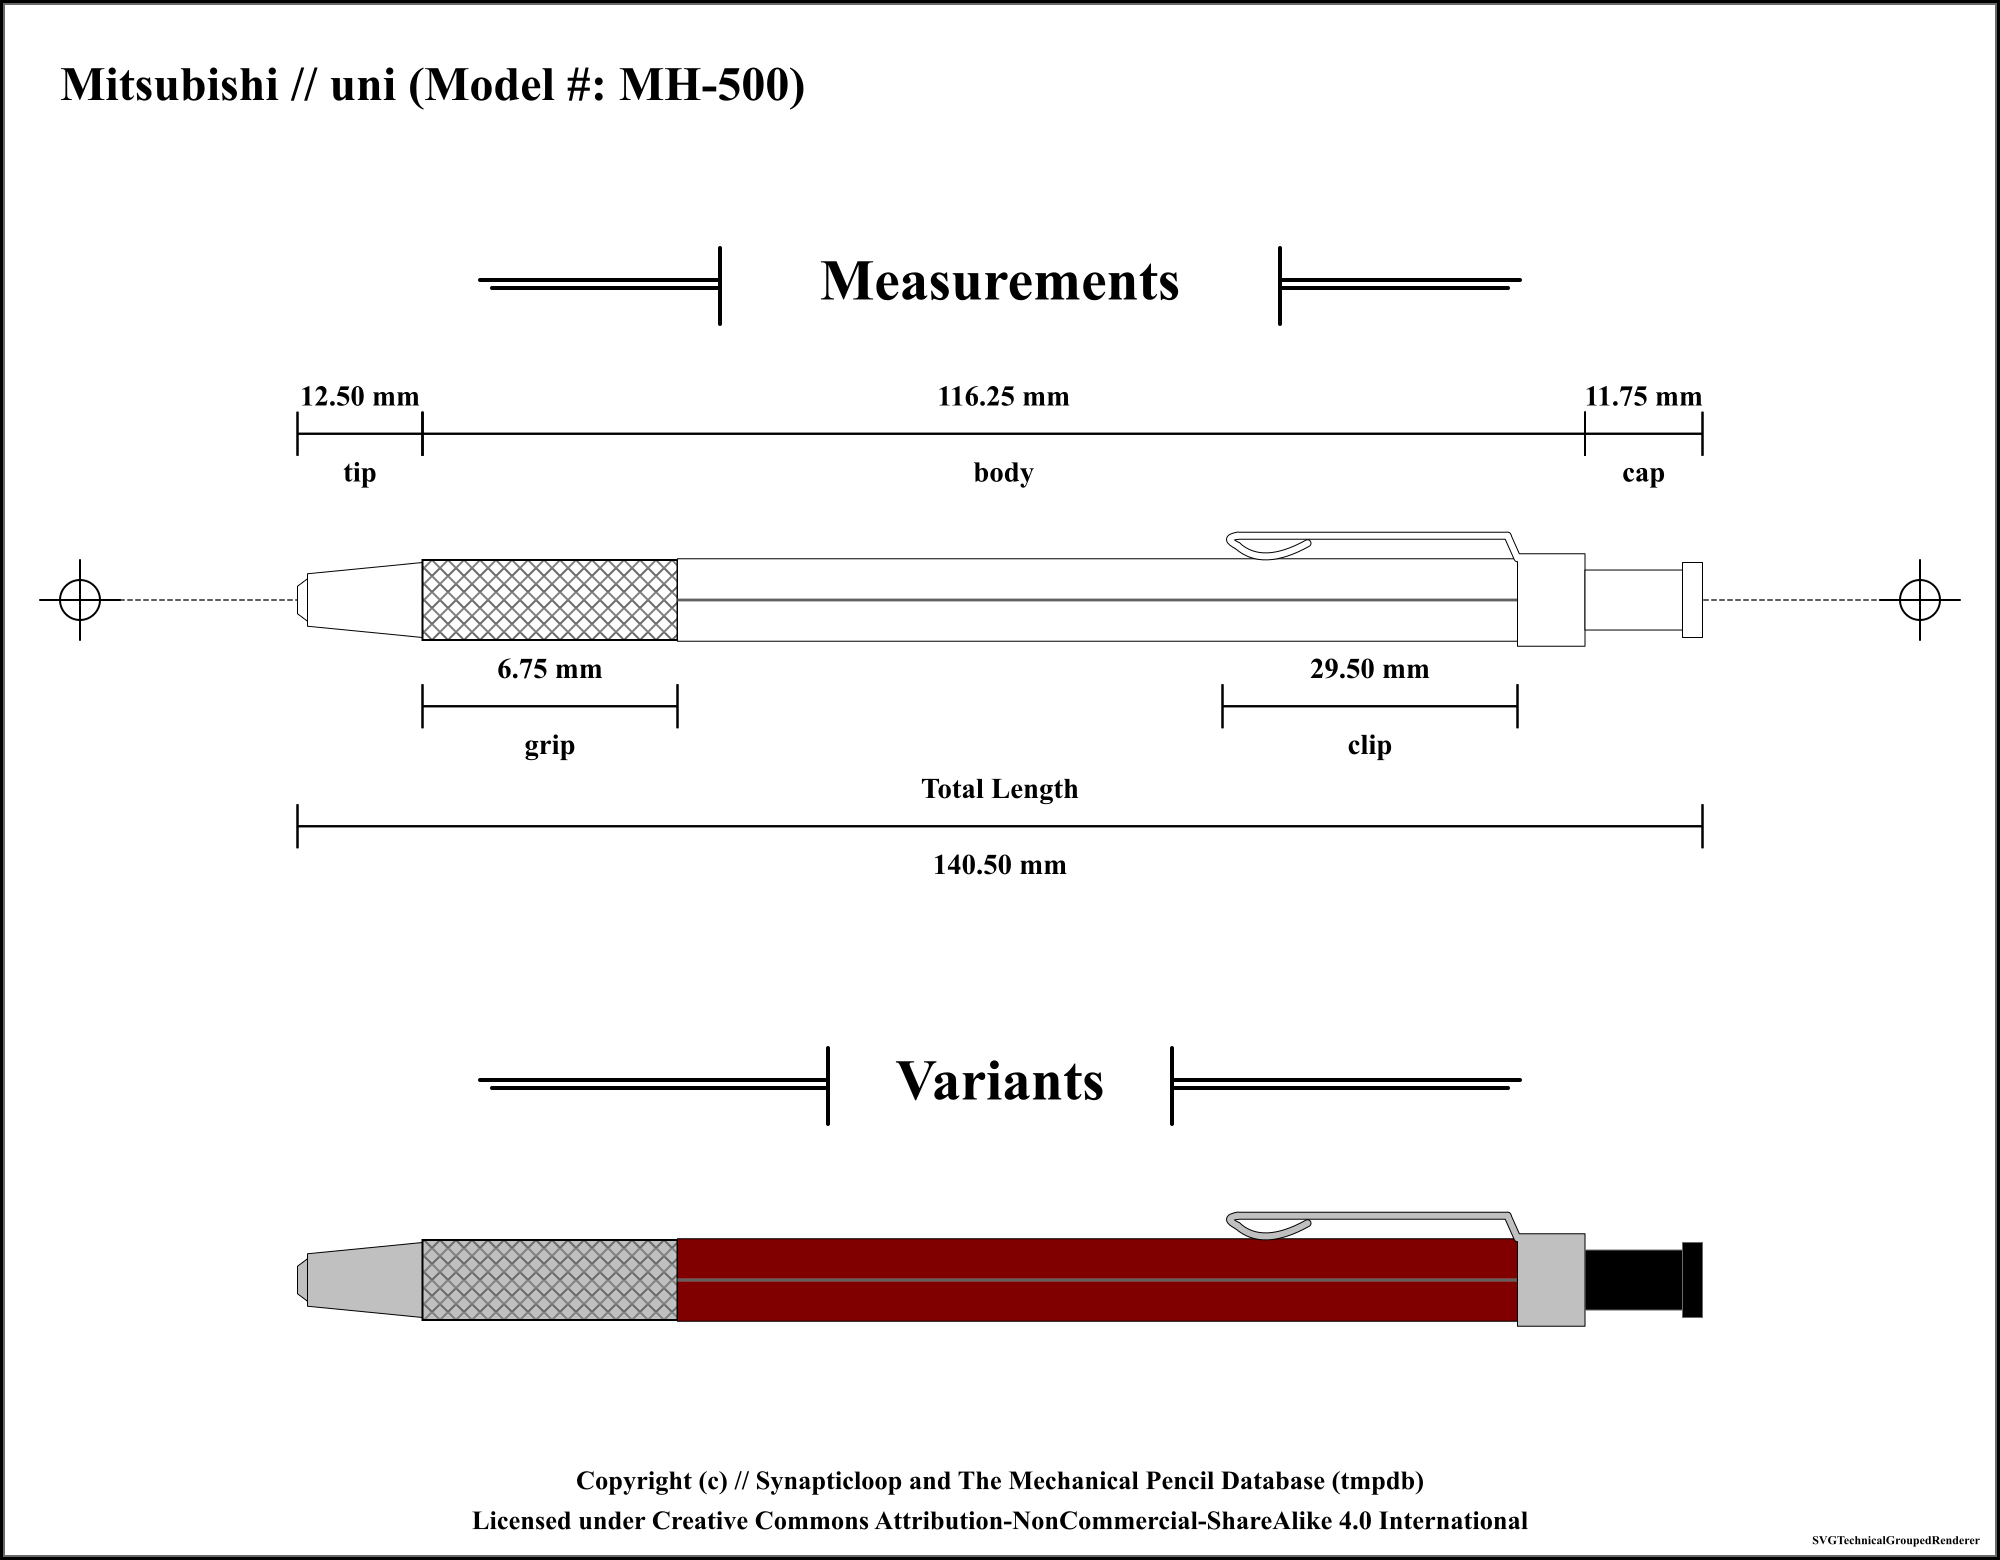 Mitsubishi // uni (Model #: MH-500)
Measurements
12.50 mm
116.25 mm
11.75 mm
tip
body
cap
6.75 mm
29.50 mm
grip
clip
Total Length
140.50 mm
Variants
Copyright (c) // Synapticloop and The Mechanical Pencil Database (tmpdb)
Licensed under Creative Commons Attribution-NonCommercial-ShareAlike 4.0 International
SVGTechnicalGroupedRenderer